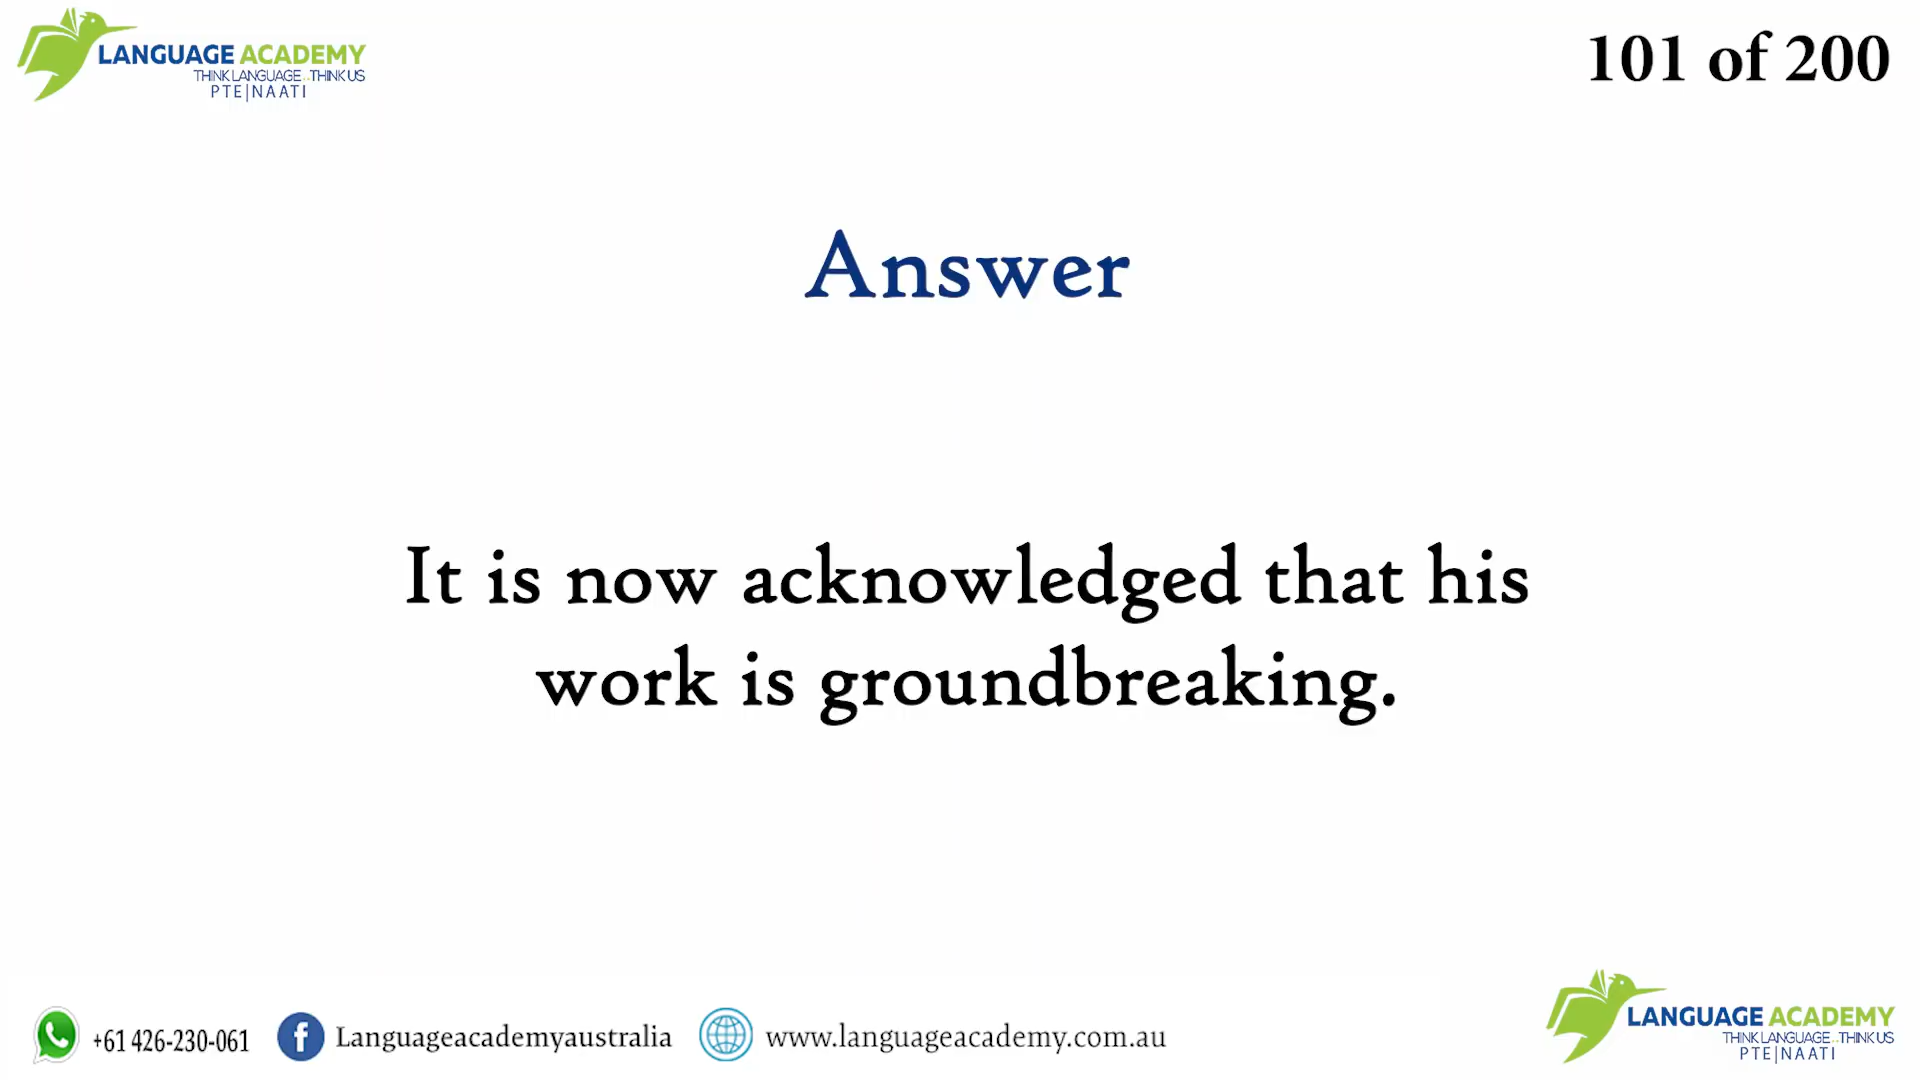 LANGUAGE ACADEMY
THINK LANGUAGE..THINK US
PTE|NAATI
101 of 200
Answer
It is now acknowledged that his
work is groundbreaking.
+61 426-230-061
Languageacademyaustralia
www.languageacademy.com.au
LANGUAGE ACADEMY
THINK LANGUAGE..THINK US
PTE|NAATI